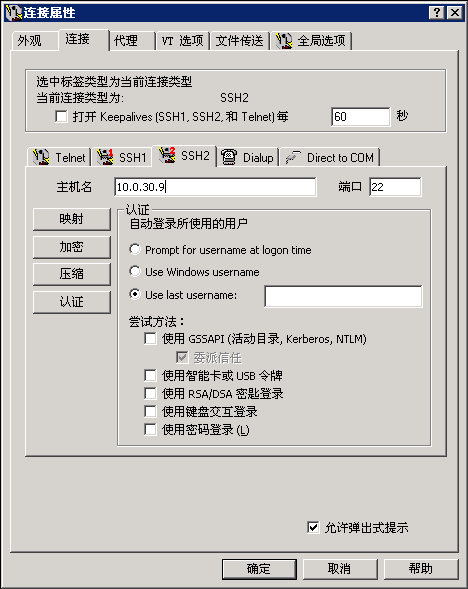 连接属性
外观 连接 代理 VT 选项 文件传送 全局选项
选中标签类型为当前连接类型
当前连接类型为: SSH2
打开 Keepalives (SSH1, SSH2, 和 Telnet) 每 60 秒
Telnet SSH1 SSH2 Dialup Direct to COM
主机名 10.0.30.9 端口 22
映射
加密
压缩
认证
认证
自动登录所使用的用户
Prompt for username at logon time
Use Windows username
Use last username:
尝试方法：
使用 GSSAPI (活动目录, Kerberos, NTLM)
委派信任
使用智能卡或 USB 令牌
使用 RSA/DSA 密匙登录
使用键盘交互登录
使用密码登录 (L)
允许弹出式提示
确定 取消 帮助